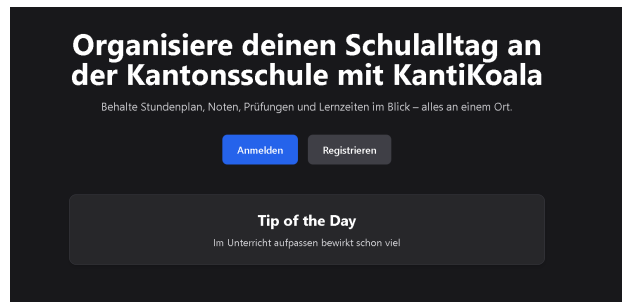 Organisiere deinen Schulalltag an
der Kantonsschule mit KantiKoala
Behalte Stundenplan, Noten, Prüfungen und Lernzeiten im Blick – alles an einem Ort.
Anmelden
Registrieren
Tip of the Day
Im Unterricht aufpassen bewirkt schon viel